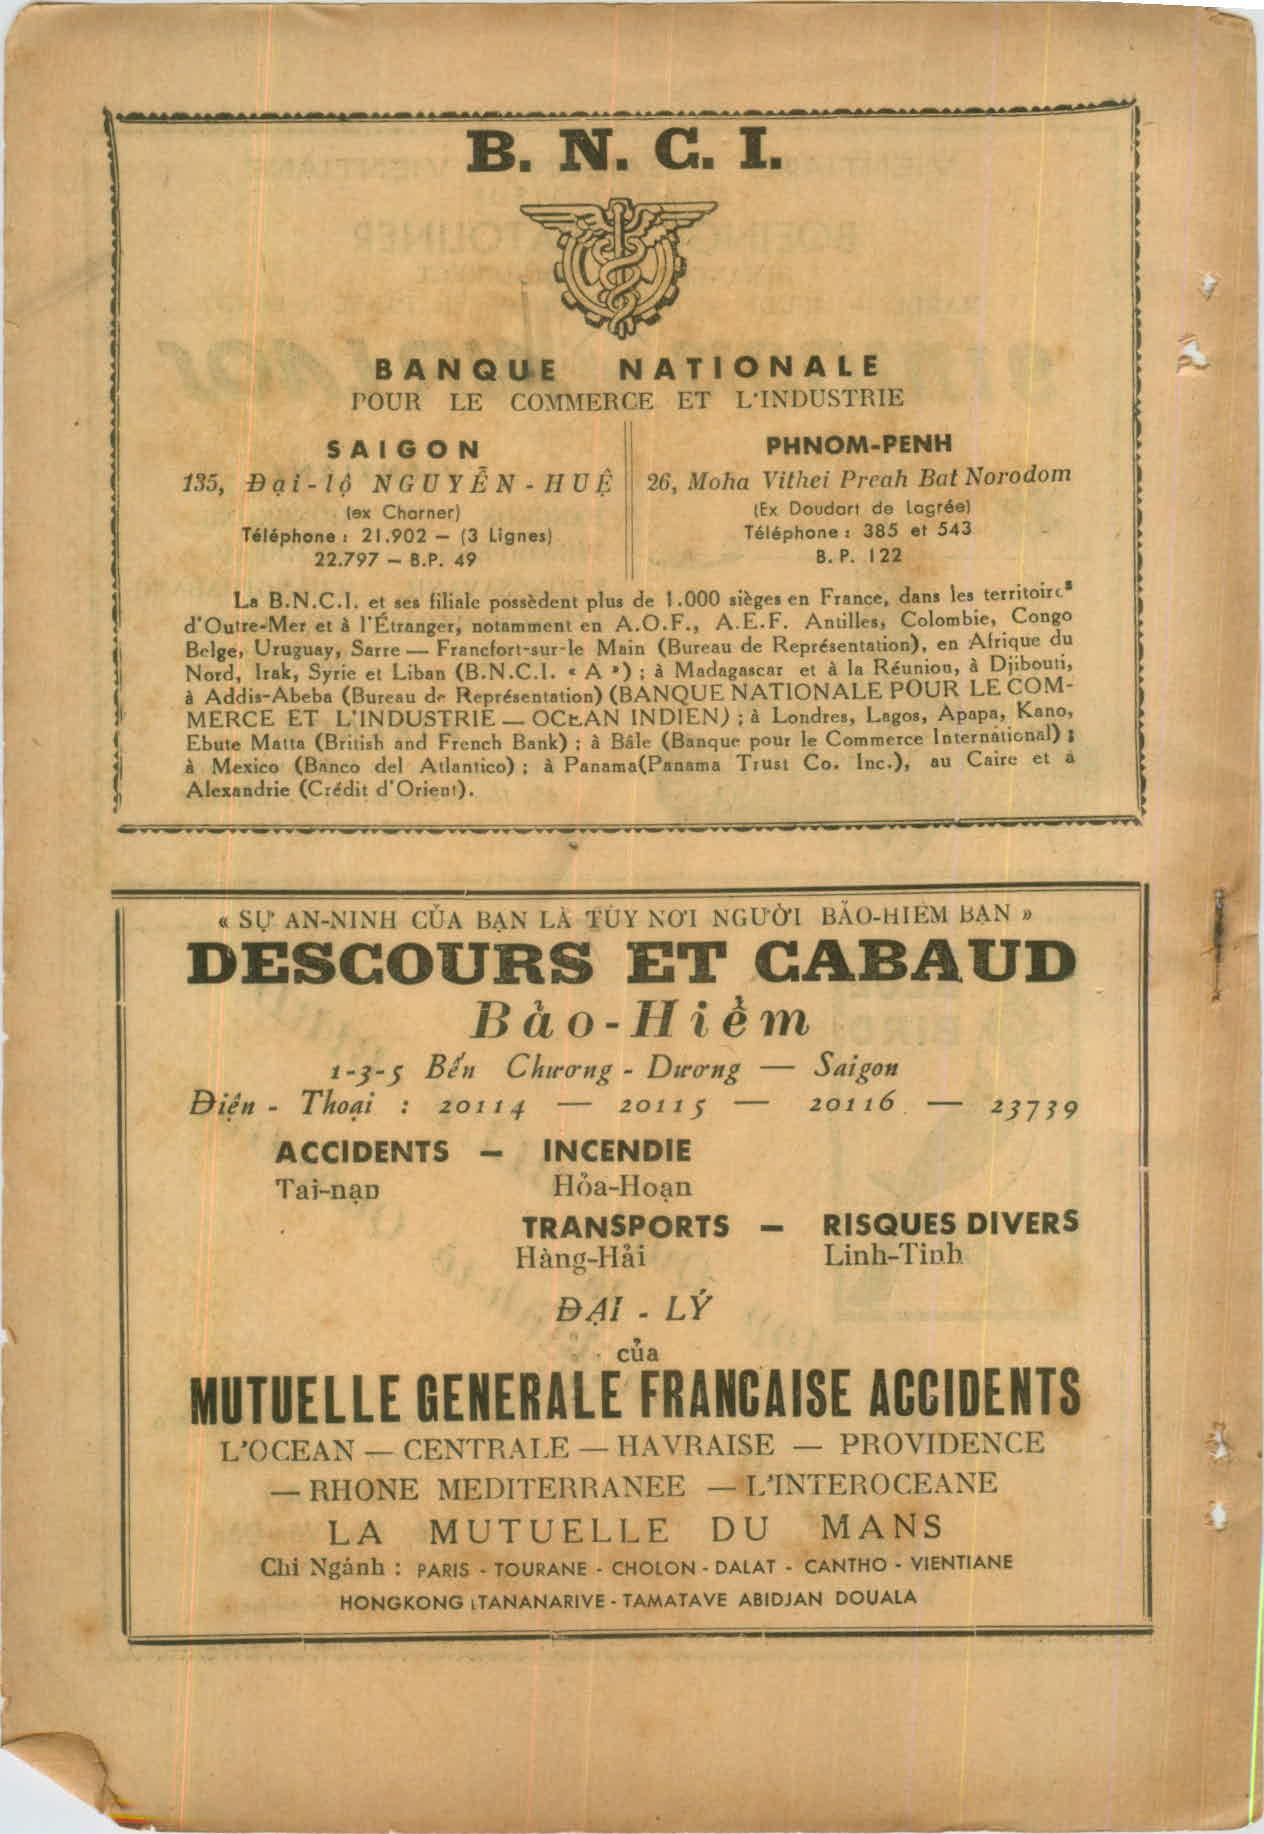 B. N. C. I.
BANQUE NATIONALE
POUR LE COMMERCE ET L'INDUSTRIE
SAIGON
135, Đại-lộ NGUYỄN-HUỆ
(ex Charner)
Téléphone : 21.902 — (3 Lignes)
22.797 — B.P. 49
PHNOM-PENH
26, Moha Vithei Preah Bat Norodom
(Ex Doudart de Lagrée)
Téléphone : 385 et 543
B. P. 122
La B.N.C.I. et ses filiale possèdent plus de 1.000 sièges en France, dans les territoires
d'Outre-Mer et à l'Étranger, notamment en A.O.F., A.E.F. Antilles, Colombie, Congo
Belge, Uruguay, Sarre — Francfort-sur-le Main (Bureau de Représentation), en Afrique du
Nord, Irak, Syrie et Liban (B.N.C.I. « A ») ; à Madagascar et à la Réunion, à Djibouti,
à Addis-Abeba (Bureau de Représentation) (BANQUE NATIONALE POUR LE COM-
MERCE ET L'INDUSTRIE — OCEAN INDIEN) ; à Londres, Lagos, Apapa, Kano,
Ebute Matta (British and French Bank) ; à Bâle (Banque pour le Commerce International) ;
à Mexico (Banco del Atlantico) ; à Panama(Panama Trust Co. Inc.), au Caire et à
Alexandrie (Crédit d'Orient).
« SỰ AN-NINH CỦA BẠN LÀ TÙY NƠI NGƯỜI BẢO-HIỂM BẠN »
DESCOURS ET CABAUD
Bảo-Hiểm
1-3-5 Bến Chương-Dương — Saigon
Điện-Thoại : 20114 — 20115 — 20116 — 23739
ACCIDENTS — INCENDIE
Tai-nạn Hỏa-Hoạn
TRANSPORTS — RISQUES DIVERS
Hàng-Hải Linh-Tinh
ĐẠI-LÝ
của
MUTUELLE GENERALE FRANCAISE ACCIDENTS
L'OCEAN — CENTRALE — HAVRAISE — PROVIDENCE
— RHONE MEDITERRANEE — L'INTEROCEANE
LA MUTUELLE DU MANS
Chi Ngánh : PARIS - TOURANE - CHOLON - DALAT - CANTHO - VIENTIANE
HONGKONG TANANARIVE - TAMATAVE ABIDJAN DOUALA